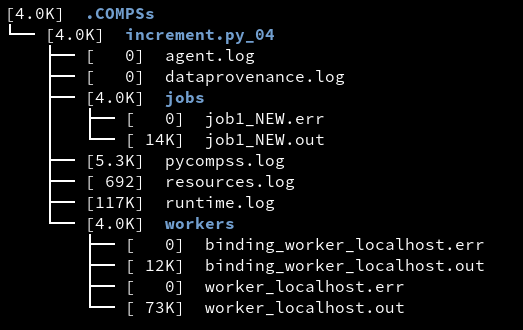 [4.0K]  .COMPSs
└── [4.0K]  increment.py_04
    ├── [   0]  agent.log
    ├── [   0]  dataprovenance.log
    ├── [4.0K]  jobs
    │   ├── [   0]  job1_NEW.err
    │   └── [ 14K]  job1_NEW.out
    ├── [5.3K]  pycompss.log
    ├── [ 692]  resources.log
    ├── [117K]  runtime.log
    └── [4.0K]  workers
        ├── [   0]  binding_worker_localhost.err
        ├── [ 12K]  binding_worker_localhost.out
        ├── [   0]  worker_localhost.err
        └── [ 73K]  worker_localhost.out